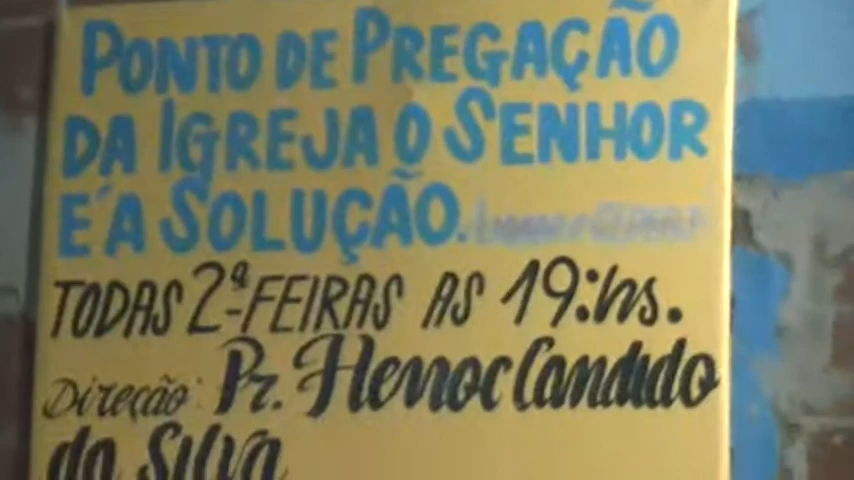 PONTO DE PREGAÇÃO
DA IGREJA O SENHOR
E'A SOLUÇÃO.
TODAS 2ª-FEIRAS AS 19:hs.
Direção: Pr. Henoc Candido
da Silva